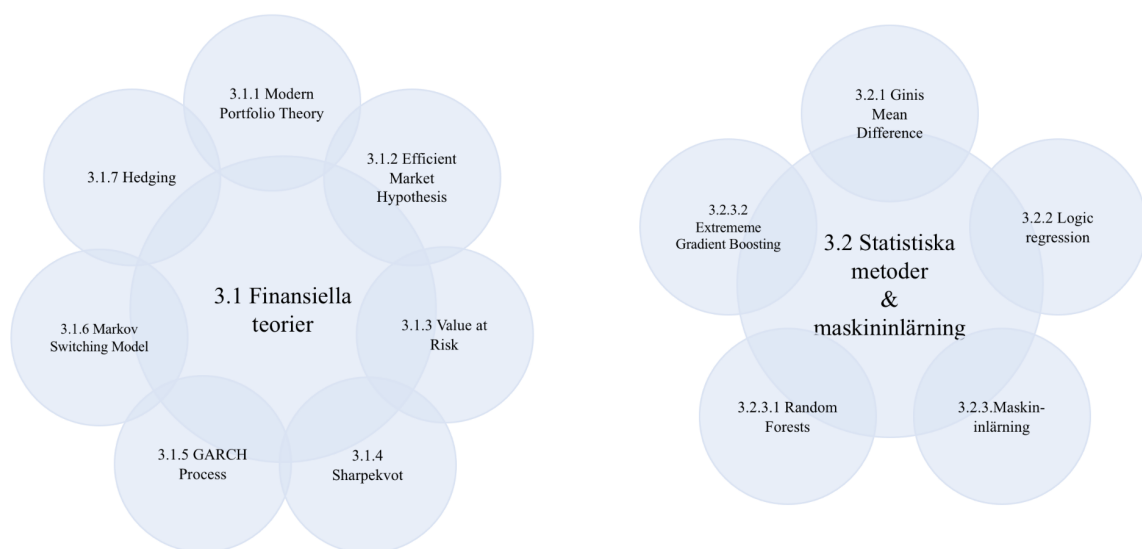 3.1 Finansiella
teorier
3.1.1 Modern
Portfolio Theory
3.1.2 Efficient
Market
Hypothesis
3.1.3 Value at
Risk
3.1.4
Sharpekvot
3.1.5 GARCH
Process
3.1.6 Markov
Switching Model
3.1.7 Hedging
3.2 Statistiska
metoder
&
maskininlärning
3.2.1 Ginis
Mean
Difference
3.2.2 Logic
regression
3.2.3.Maskin-
inlärning
3.2.3.1 Random
Forests
3.2.3.2
Extrememe
Gradient Boosting